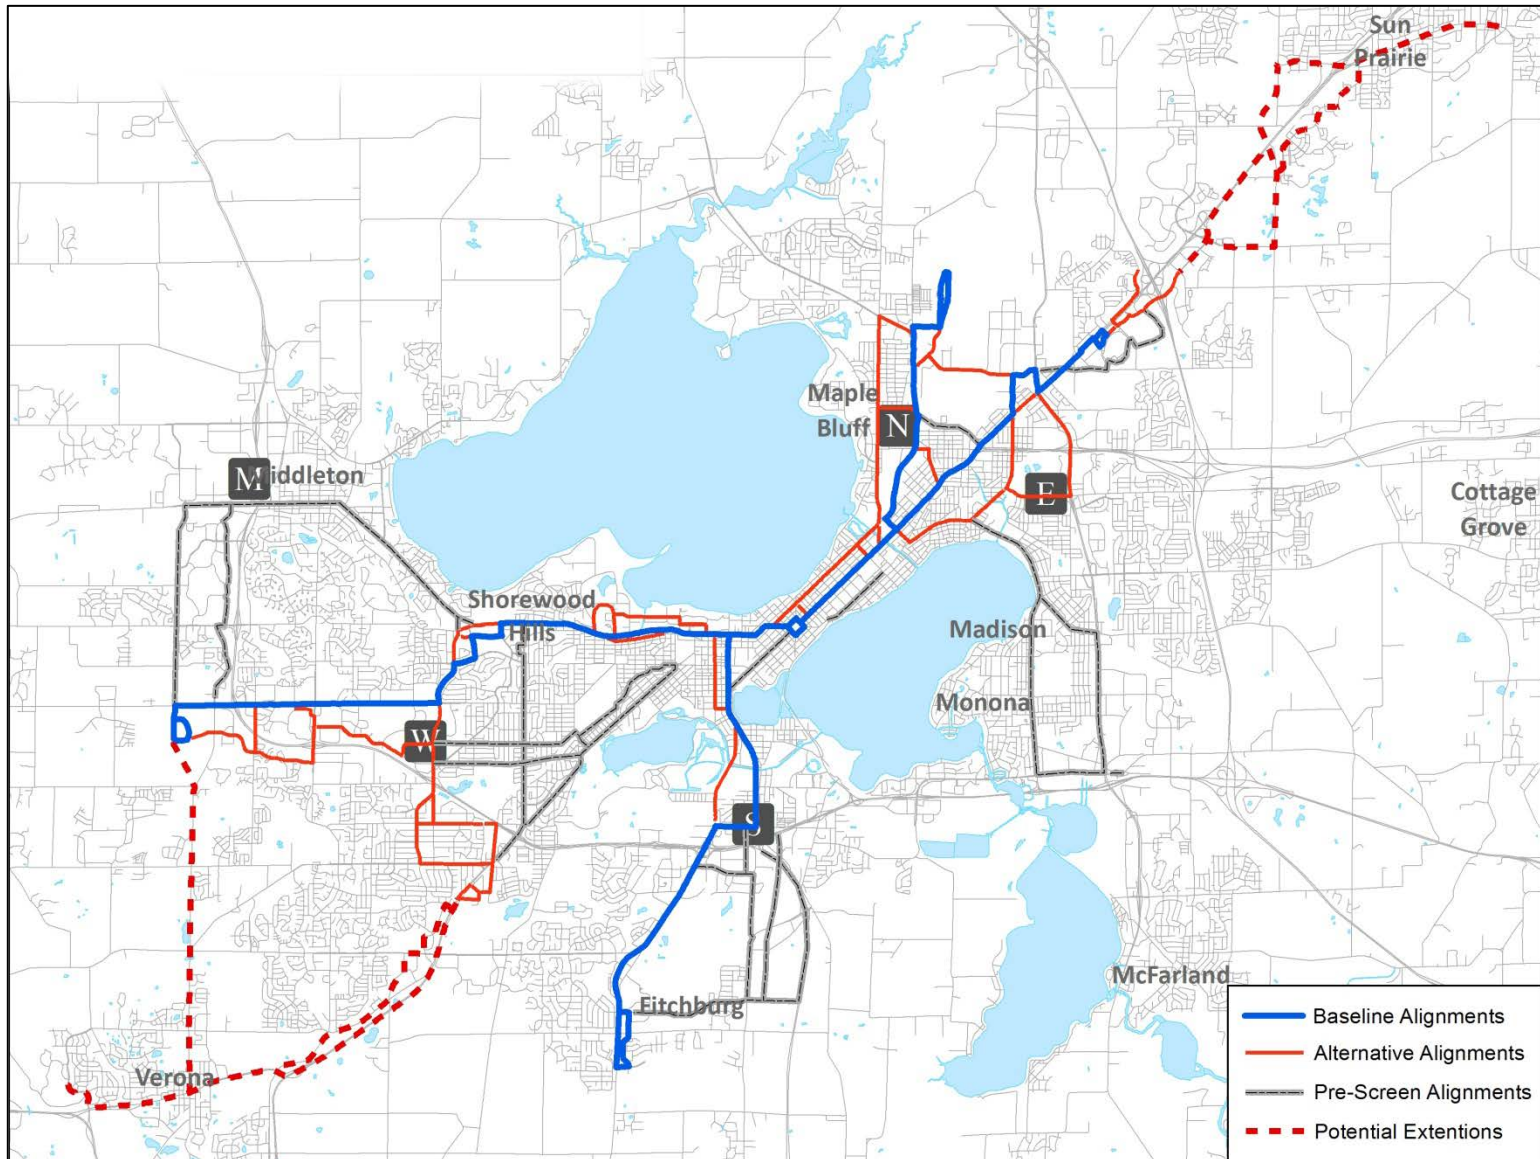 Sun
Prairie
Maple
Bluff
N
M
Middleton
E
Cottage
Grove
Shorewood
Hills
Madison
Monona
W
S
McFarland
Fitchburg
Verona
Baseline Alignments
Alternative Alignments
Pre-Screen Alignments
Potential Extentions